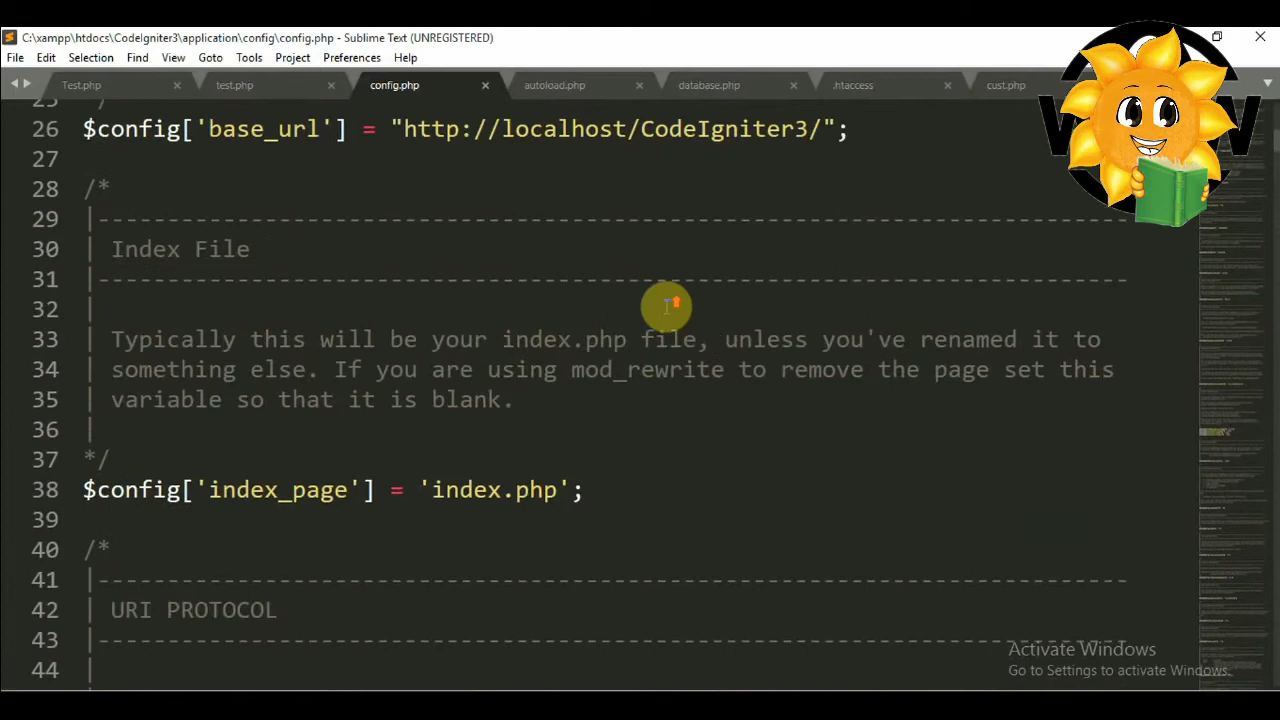 C:\xampp\htdocs\CodeIgniter3\application\config\config.php - Sublime Text (UNREGISTERED)
File Edit Selection Find View Goto Tools Project Preferences Help
Test.php test.php config.php autoload.php database.php .htaccess cust.php
25 */
26 $config['base_url'] = "http://localhost/CodeIgniter3/";
27
28 /*
29 |--------------------------------------------------------------------------
30 | Index File
31 |--------------------------------------------------------------------------
32 |
33 | Typically this will be your index.php file, unless you've renamed it to
34 | something else. If you are using mod_rewrite to remove the page set this
35 | variable so that it is blank.
36 |
37 */
38 $config['index_page'] = 'index.php';
39
40 /*
41 |--------------------------------------------------------------------------
42 | URI PROTOCOL
43 |--------------------------------------------------------------------------
44 |
Activate Windows
Go to Settings to activate Windows.